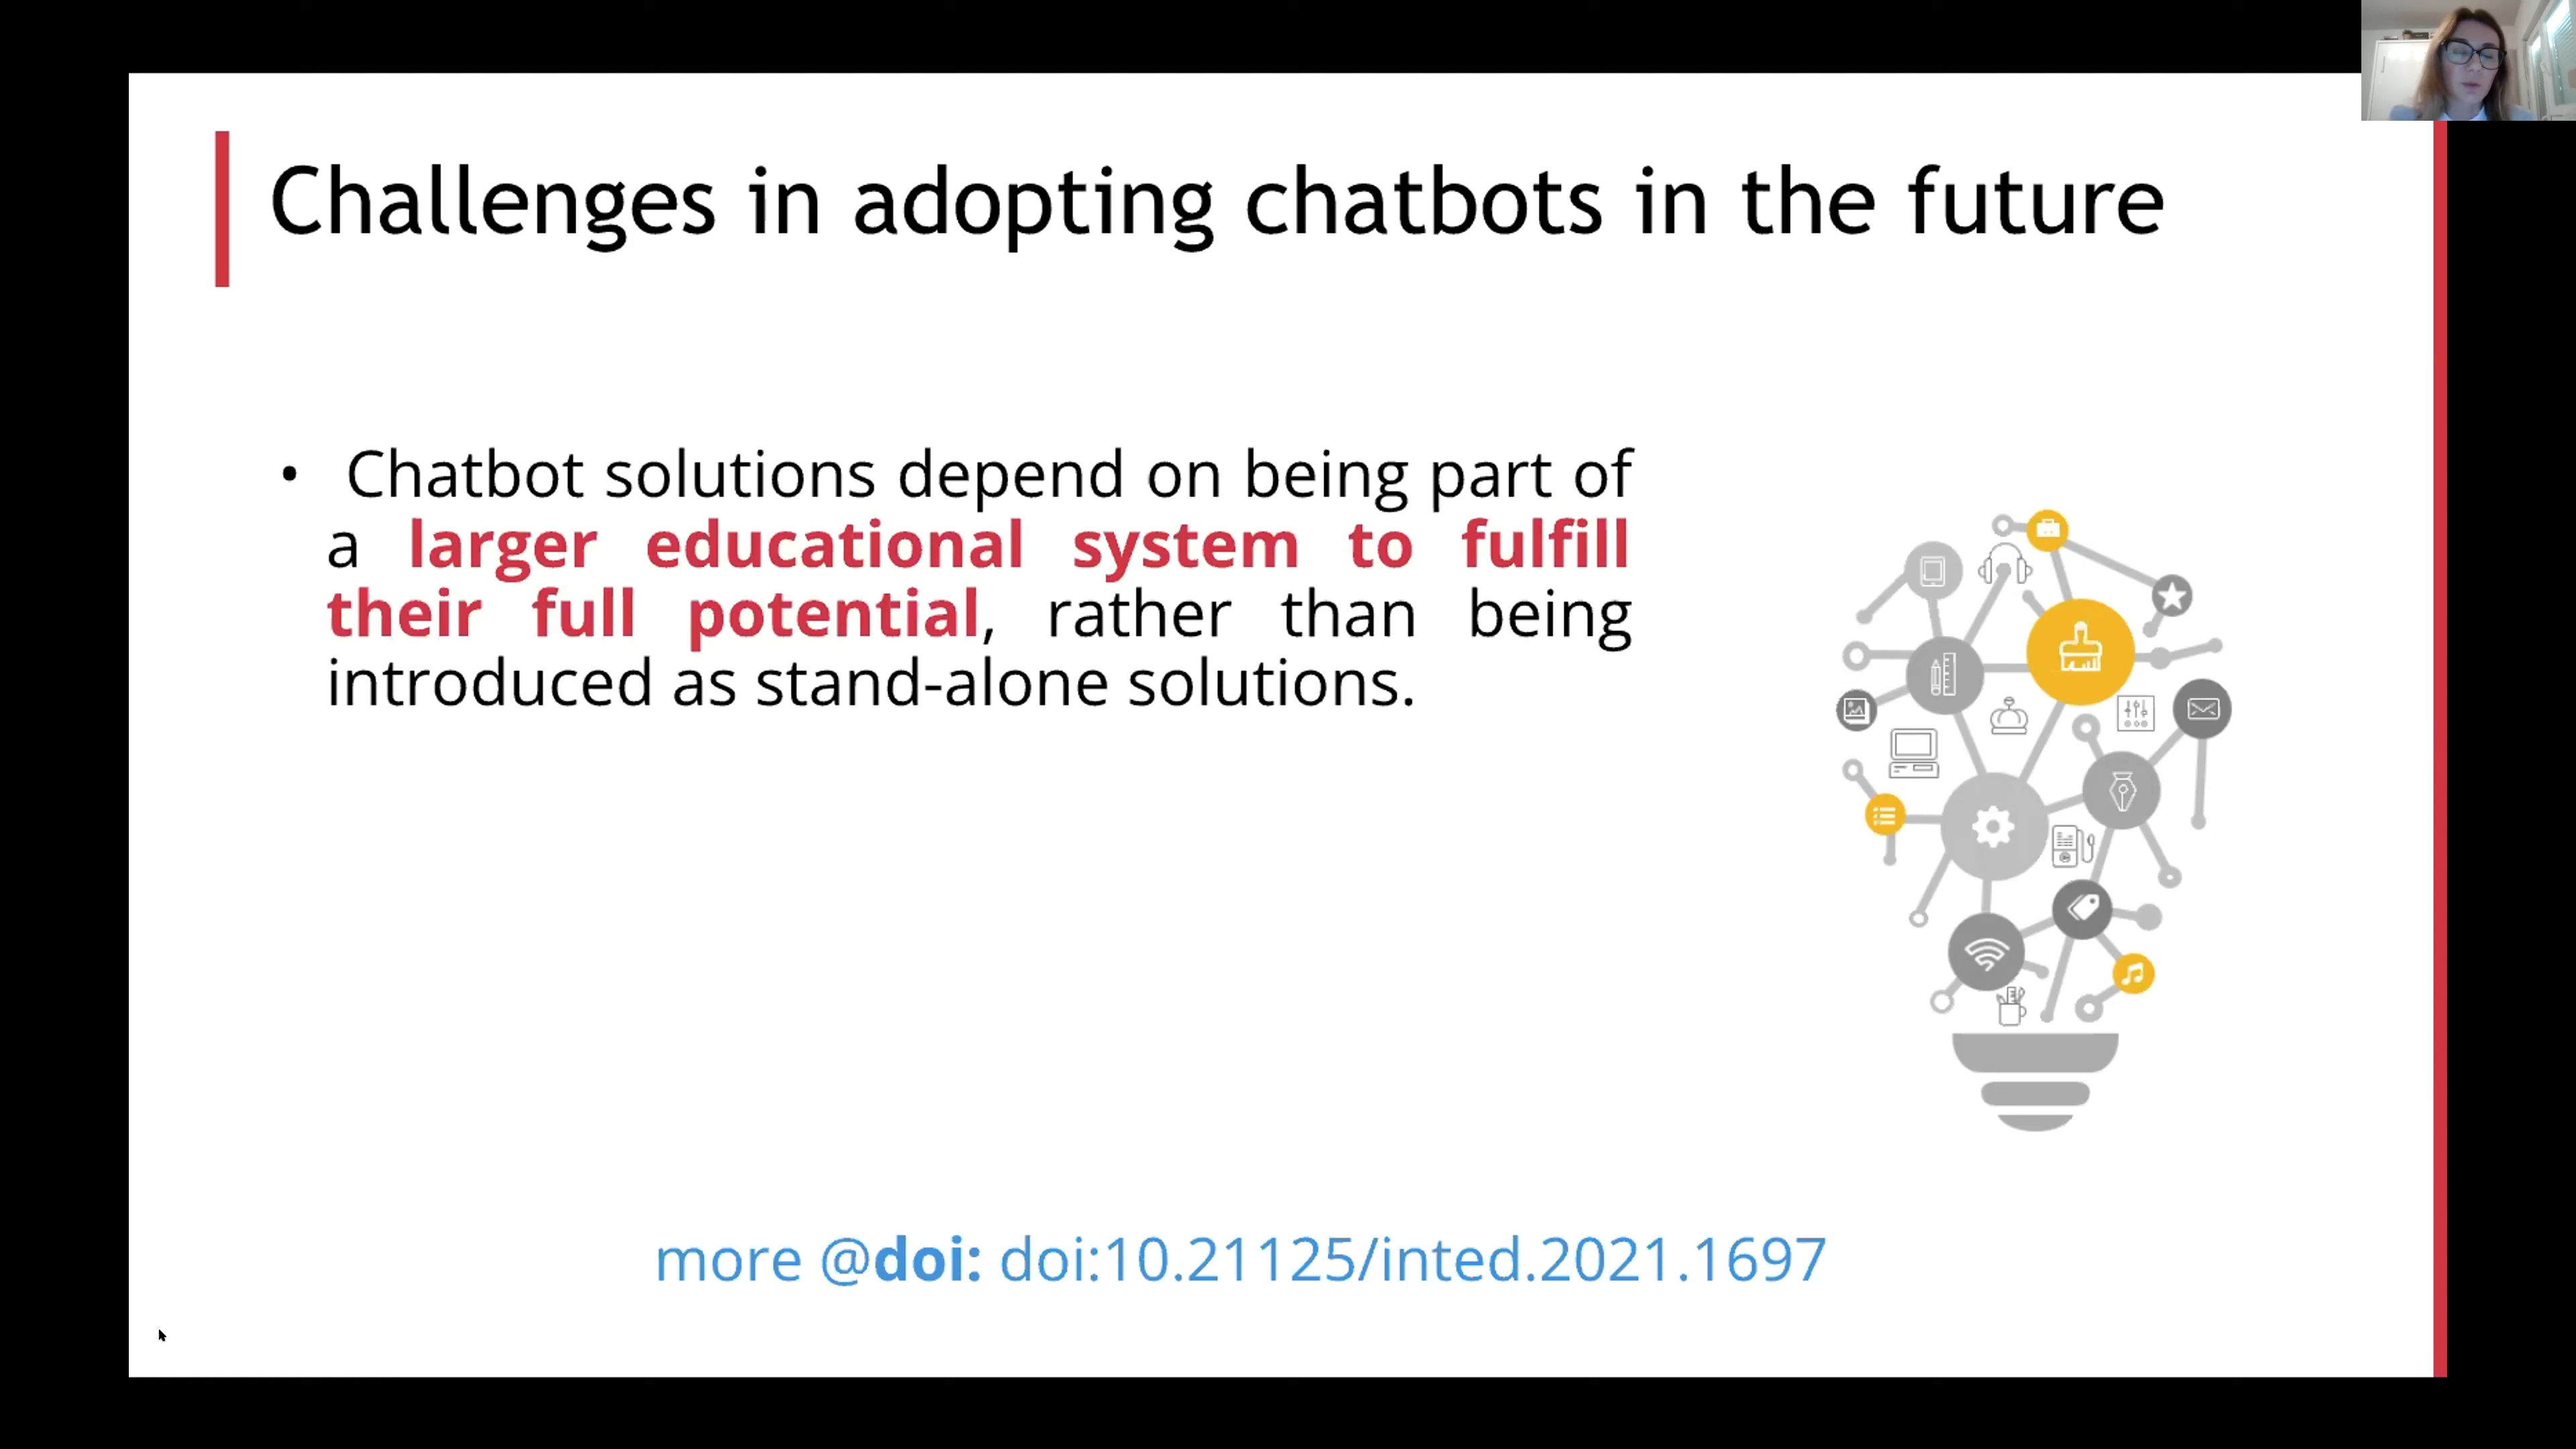 Challenges in adopting chatbots in the future
• Chatbot solutions depend on being part of
a larger educational system to fulfill
their full potential, rather than being
introduced as stand-alone solutions.
more @doi: doi:10.21125/inted.2021.1697